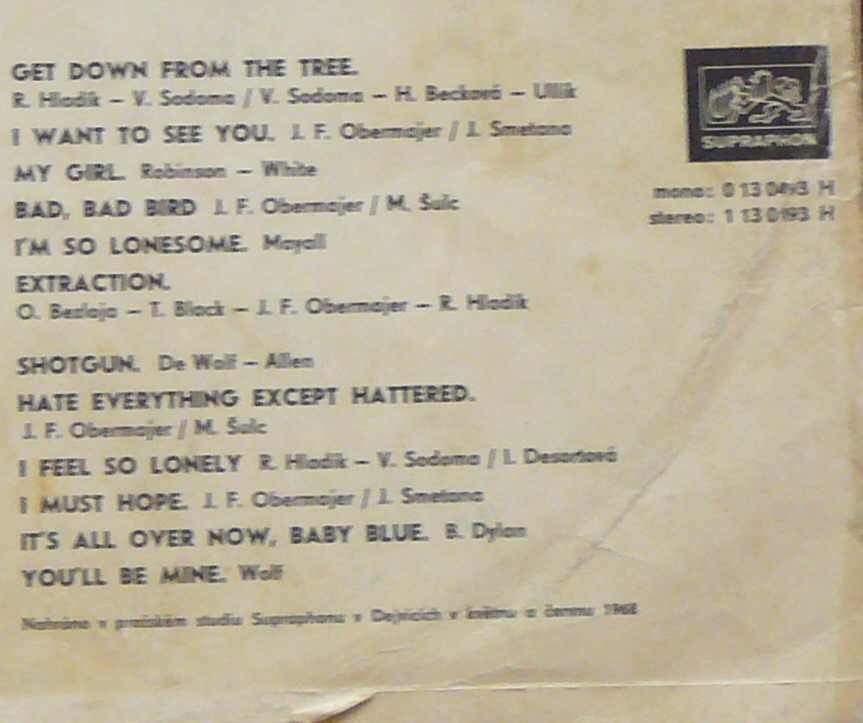 GET DOWN FROM THE TREE.
R. Hladík – V. Sodoma / V. Sodoma – H. Becková – Ullik
I WANT TO SEE YOU. J. F. Obermajer / J. Smetana
MY GIRL. Robinson – White
BAD, BAD BIRD J. F. Obermajer / M. Šulc
I'M SO LONESOME. Mayall
EXTRACTION.
O. Bezloja – T. Black – J. F. Obermajer – R. Hladík
SHOTGUN. De Wolf – Allen
HATE EVERYTHING EXCEPT HATTERED.
J. F. Obermajer / M. Šulc
I FEEL SO LONELY R. Hladík – V. Sodoma / I. Desortová
I MUST HOPE. J. F. Obermajer / J. Smetana
IT'S ALL OVER NOW, BABY BLUE. B. Dylan
YOU'LL BE MINE. Wolf
Nahráno v pražském studiu Supraphonu v Dejvicích v květnu a červnu 1968
SUPRAPHON
mono: 0 13 0493 H
stereo: 1 13 0493 H